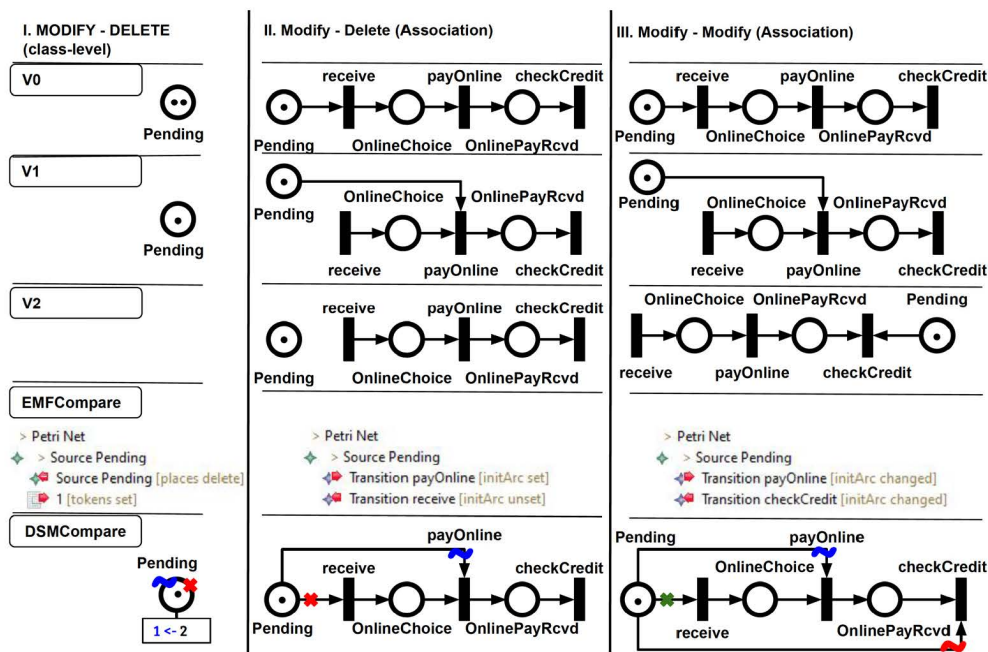 I. MODIFY - DELETE
(class-level)
II. Modify - Delete (Association)
III. Modify - Modify (Association)
V0
Pending
receive
payOnline
checkCredit
Pending
OnlineChoice
OnlinePayRcvd
receive
payOnline
checkCredit
Pending
OnlineChoice
OnlinePayRcvd
V1
Pending
Pending
OnlineChoice
OnlinePayRcvd
receive
payOnline
checkCredit
Pending
OnlineChoice
OnlinePayRcvd
receive
payOnline
checkCredit
V2
receive
payOnline
checkCredit
Pending
OnlineChoice
OnlinePayRcvd
OnlineChoice
OnlinePayRcvd
Pending
receive
payOnline
checkCredit
EMFCompare
> Petri Net
> Source Pending
Source Pending [places delete]
1 [tokens set]
> Petri Net
> Source Pending
Transition payOnline [initArc set]
Transition receive [initArc unset]
> Petri Net
> Source Pending
Transition payOnline [initArc changed]
Transition checkCredit [initArc changed]
DSMCompare
Pending
1 <- 2
payOnline
receive
checkCredit
Pending
OnlineChoice
OnlinePayRcvd
Pending
payOnline
OnlineChoice
checkCredit
receive
OnlinePayRcvd